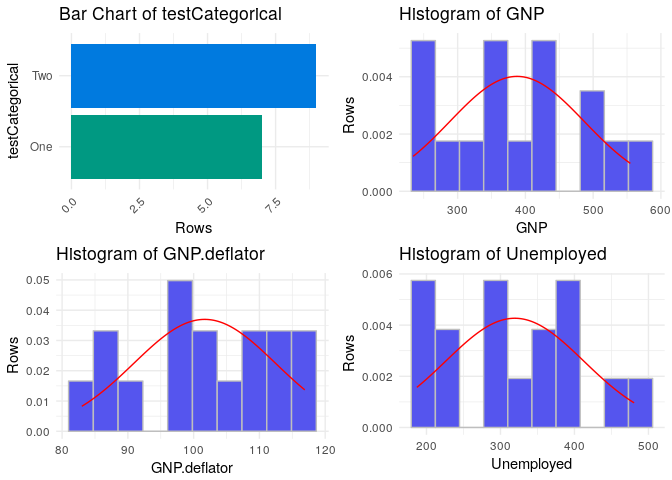 Bar Chart of testCategorical
testCategorical
Two
One
0.0 2.5 5.0 7.5
Rows
Histogram of GNP
Rows
0.004
0.002
0.000
300 400 500 600
GNP
Histogram of GNP.deflator
Rows
0.05
0.04
0.03
0.02
0.01
0.00
80 90 100 110 120
GNP.deflator
Histogram of Unemployed
Rows
0.006
0.004
0.002
0.000
200 300 400 500
Unemployed